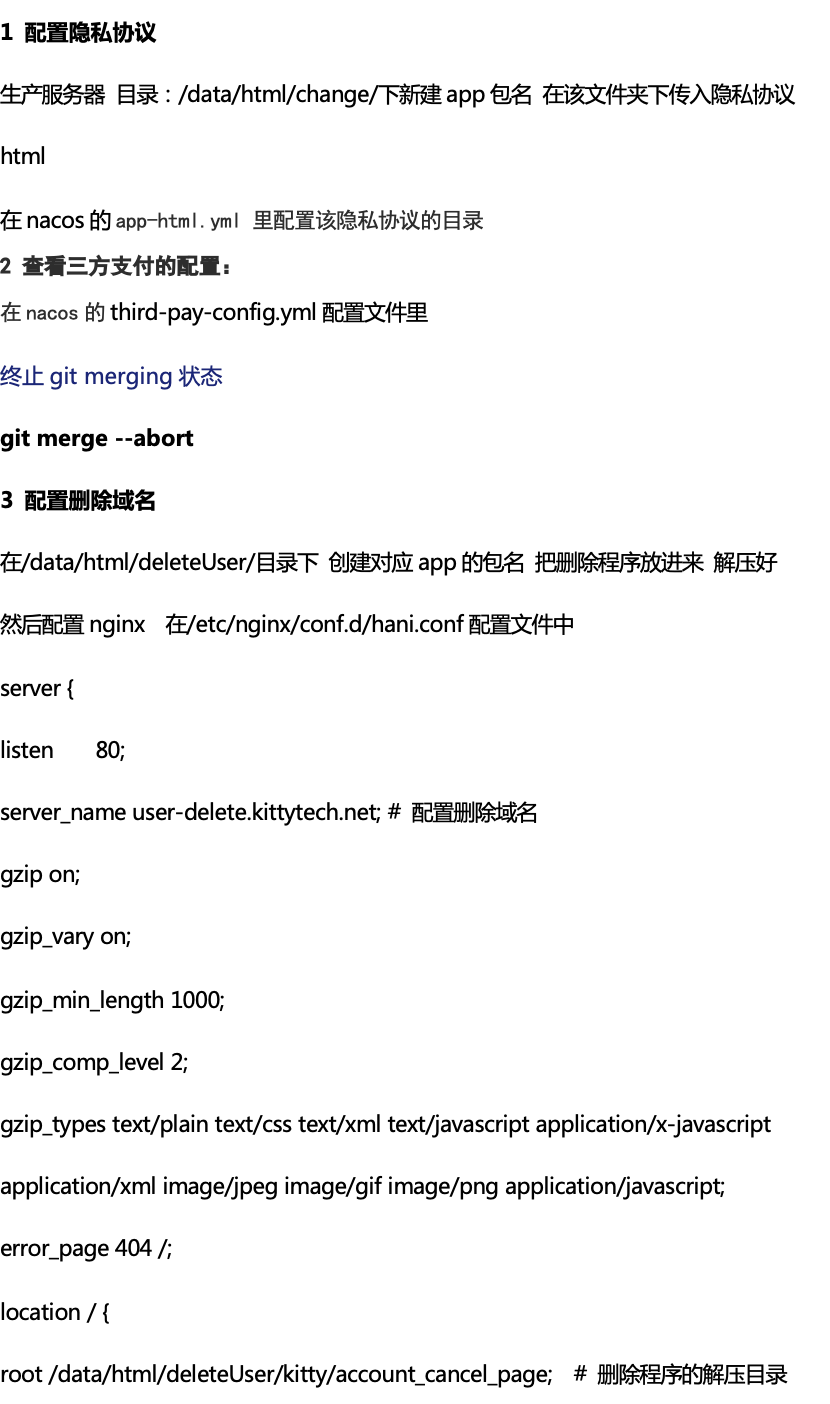 1 配置隐私协议
生产服务器 目录：/data/html/change/下新建 app 包名 在该文件夹下传入隐私协议
html
在 nacos 的 app-html.yml 里配置该隐私协议的目录
2 查看三方支付的配置：
在 nacos 的 third-pay-config.yml 配置文件里
终止 git merging 状态
git merge --abort
3 配置删除域名
在/data/html/deleteUser/目录下 创建对应 app 的包名 把删除程序放进来 解压好
然后配置 nginx 在/etc/nginx/conf.d/hani.conf 配置文件中
server {
listen 80;
server_name user-delete.kittytech.net; # 配置删除域名
gzip on;
gzip_vary on;
gzip_min_length 1000;
gzip_comp_level 2;
gzip_types text/plain text/css text/xml text/javascript application/x-javascript
application/xml image/jpeg image/gif image/png application/javascript;
error_page 404 /;
location / {
root /data/html/deleteUser/kitty/account_cancel_page; # 删除程序的解压目录